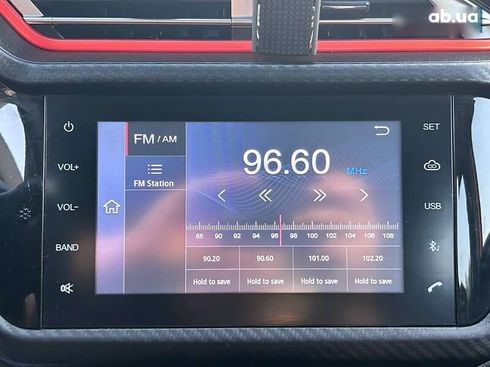 ab.ua
FM / AM
FM Station
96.60 MHz
88 90 92 94 96 98 100 102 104 106 108
90.20 90.60 101.00 102.20
Hold to save Hold to save Hold to save Hold to save
VOL+
VOL-
BAND
SET
USB